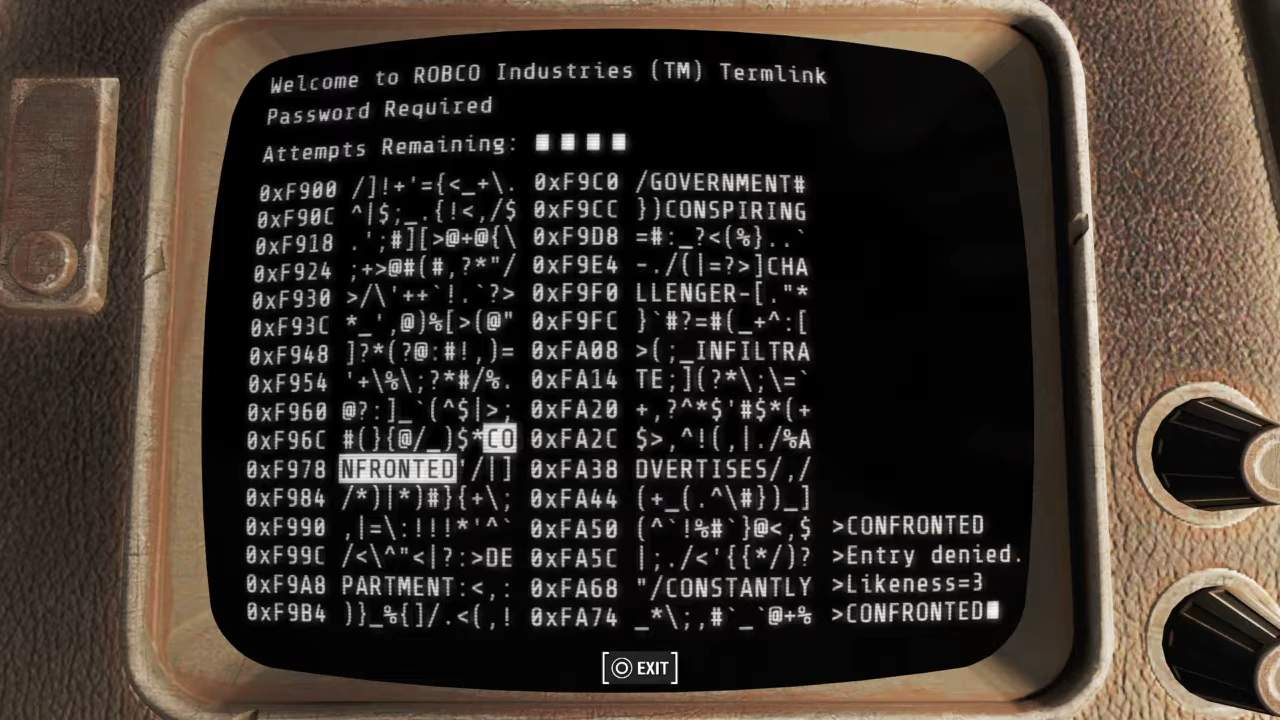 Welcome to ROBCO Industries (TM) Termlink
Password Required
Attempts Remaining: ■ ■ ■ ■
0xF900 /]!+'={<_+\. 0xF9C0 /GOVERNMENT#
0xF90C ^|$;_.{!<,/$ 0xF9CC })CONSPIRING
0xF918 .';#][>@+@{\ 0xF9D8 =#:_?<(%}..`
0xF924 ;+>@#(#,?*"/ 0xF9E4 -./(|=?>]CHA
0xF930 >/\'++`!.`?> 0xF9F0 LLENGER-[."*
0xF93C *_',@)%[>(@" 0xF9FC }`#?=#(_+^:[
0xF948 ]?*(?@:#!,)= 0xFA08 >(;_INFILTRA
0xF954 '+\%\;?*#/%. 0xFA14 TE;](?*\;\=`
0xF960 @?:]_`(^$|>; 0xFA20 +,?^*$'#$*(+
0xF96C #(}{@/_)$*CO 0xFA2C $>,^!(,|./%A
0xF978 NFRONTED'/|] 0xFA38 DVERTISES/,/
0xF984 /*)|*)#}{+\; 0xFA44 (+_(.^\#})_]
0xF990 ,|=\:!!!*'^` 0xFA50 (^`!%#`}@<,$ >CONFRONTED
0xF99C /<\^"<|?:>DE 0xFA5C |;./<'{{*/)? >Entry denied.
0xF9A8 PARTMENT:<,: 0xFA68 "/CONSTANTLY >Likeness=3
0xF9B4 )}_%{]/.<(,! 0xFA74 _*\;,#`_`@+% >CONFRONTED■
EXIT